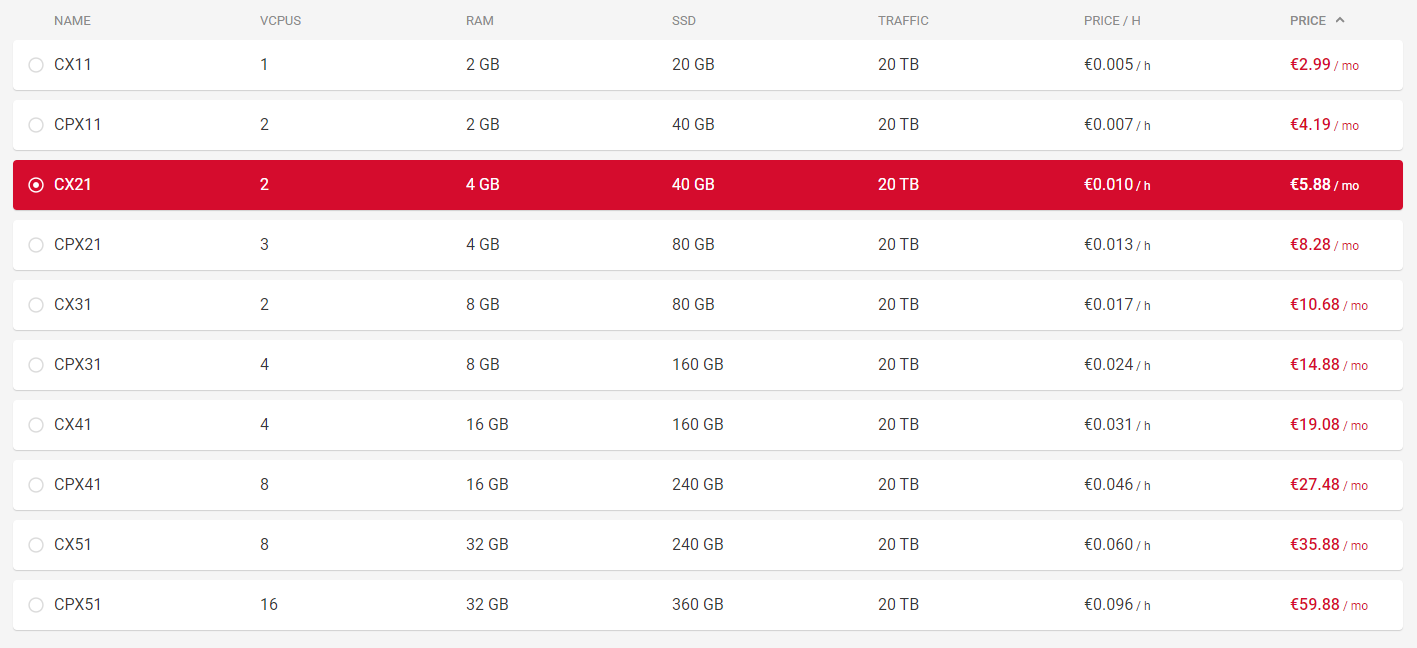 NAME VCPUS RAM SSD TRAFFIC PRICE / H PRICE
CX11 1 2 GB 20 GB 20 TB €0.005 / h €2.99 / mo
CPX11 2 2 GB 40 GB 20 TB €0.007 / h €4.19 / mo
CX21 2 4 GB 40 GB 20 TB €0.010 / h €5.88 / mo
CPX21 3 4 GB 80 GB 20 TB €0.013 / h €8.28 / mo
CX31 2 8 GB 80 GB 20 TB €0.017 / h €10.68 / mo
CPX31 4 8 GB 160 GB 20 TB €0.024 / h €14.88 / mo
CX41 4 16 GB 160 GB 20 TB €0.031 / h €19.08 / mo
CPX41 8 16 GB 240 GB 20 TB €0.046 / h €27.48 / mo
CX51 8 32 GB 240 GB 20 TB €0.060 / h €35.88 / mo
CPX51 16 32 GB 360 GB 20 TB €0.096 / h €59.88 / mo